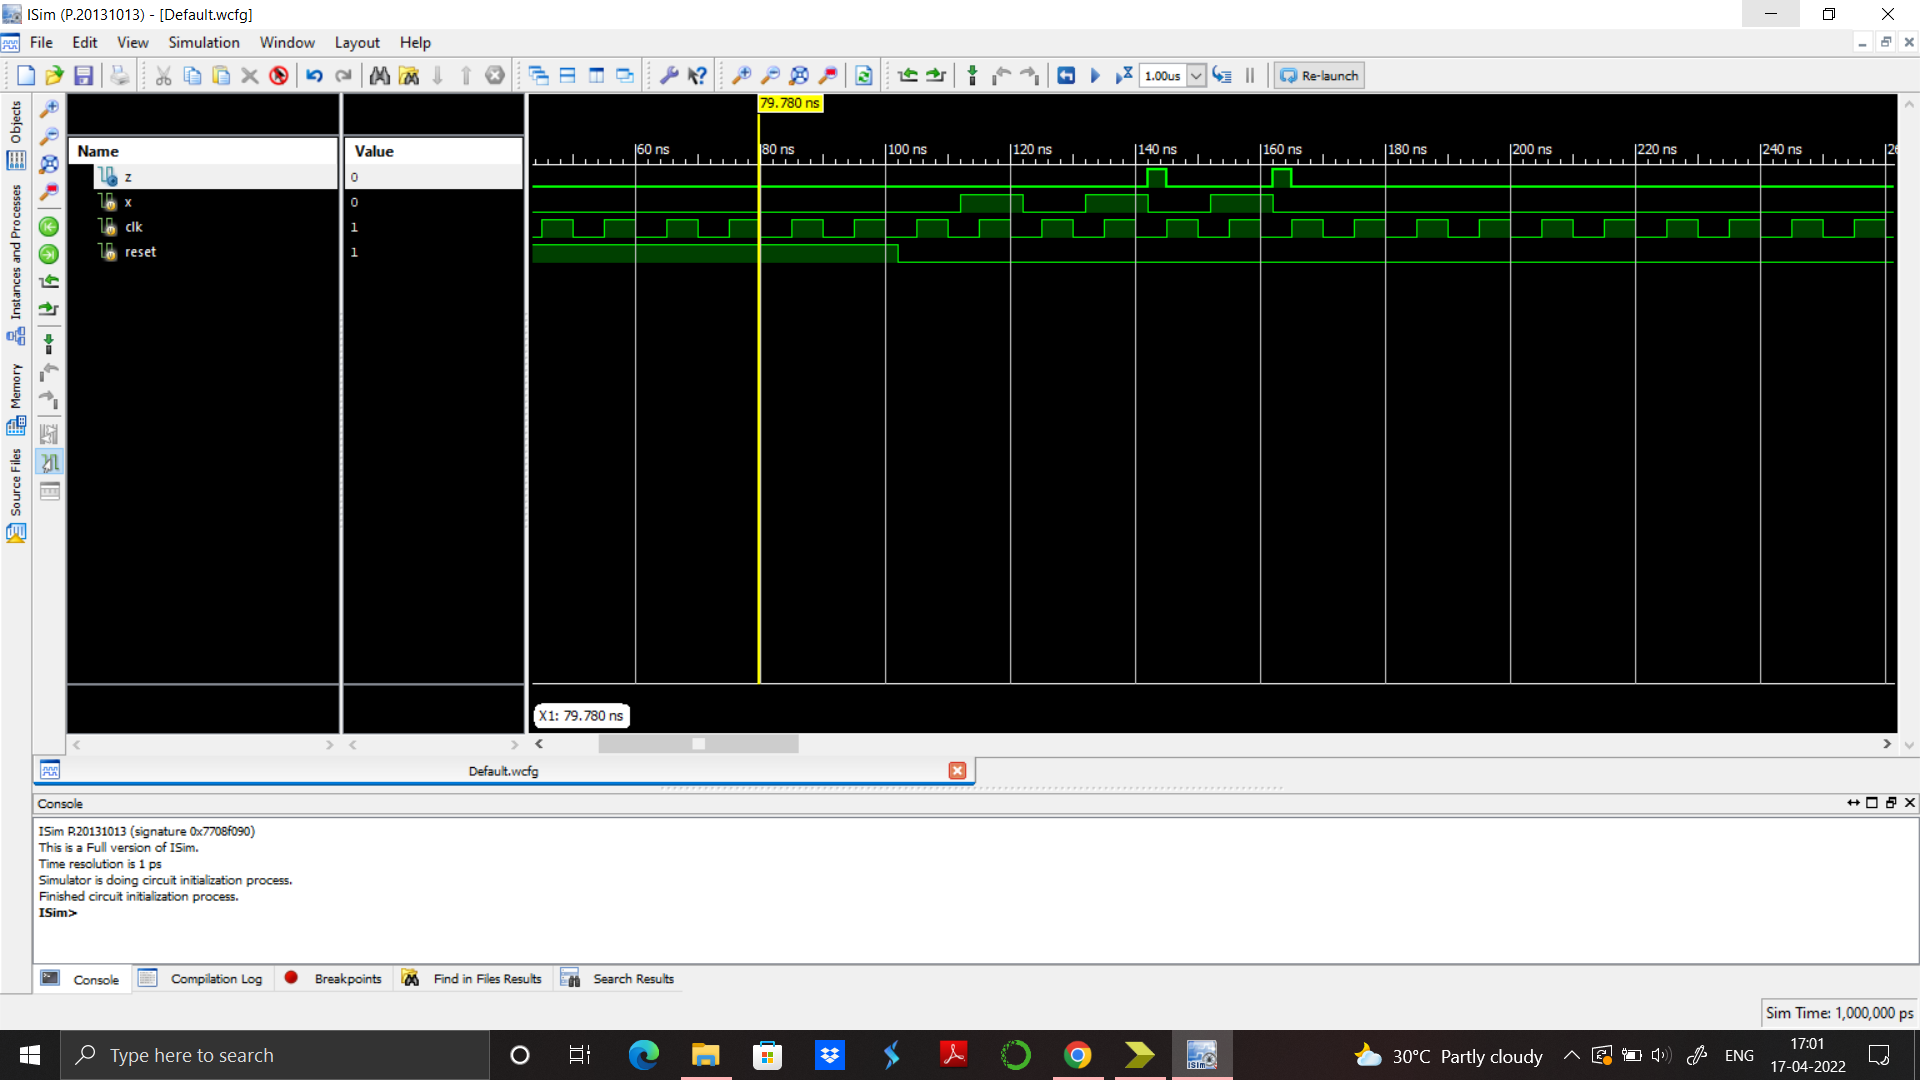 ISim (P.20131013) - [Default.wcfg]
File Edit View Simulation Window Layout Help
1.00us Re-launch
79.780 ns
Name Value
60 ns 80 ns 100 ns 120 ns 140 ns 160 ns 180 ns 200 ns 220 ns 240 ns 26
z 0
x 0
clk 1
reset 1
Objects
Instances and Processes
Memory
Source Files
X1: 79.780 ns
Default.wcfg
Console
ISim P.20131013 (signature 0x7708f090)
This is a Full version of ISim.
Time resolution is 1 ps
Simulator is doing circuit initialization process.
Finished circuit initialization process.
ISim>
Console Compilation Log Breakpoints Find in Files Results Search Results
Sim Time: 1,000,000 ps
Type here to search
30°C Partly cloudy
ENG
17:01
17-04-2022